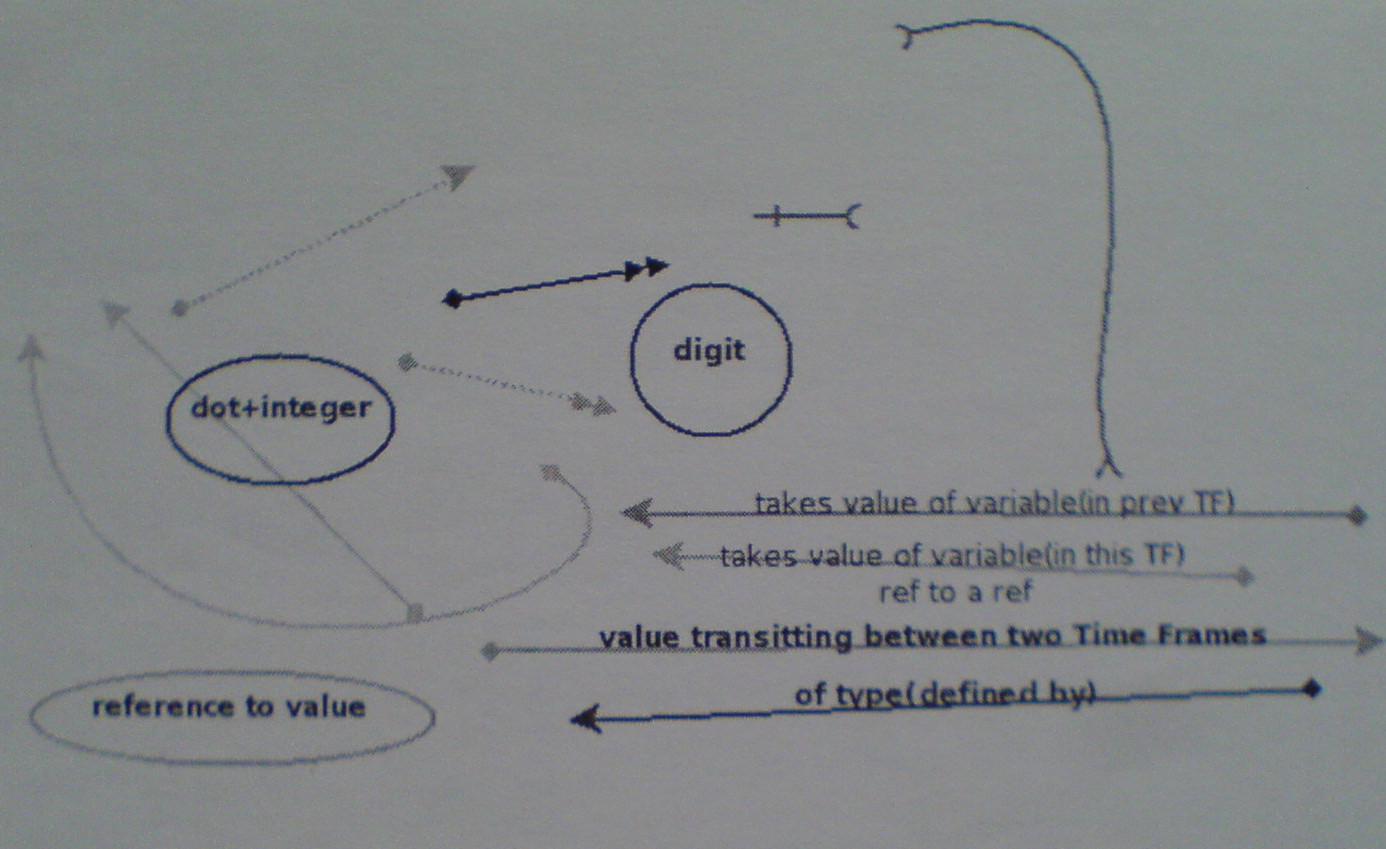 digit
dot+integer
takes value of variable(in prev TF)
takes value of variable(in this TF)
ref to a ref
value transitting between two Time Frames
of type(defined by)
reference to value